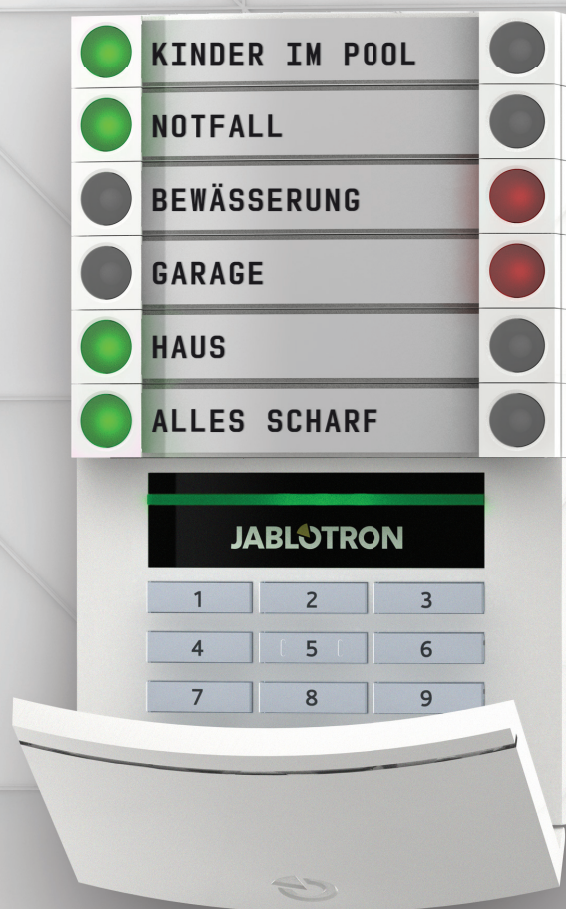 KINDER IM POOL
NOTFALL
BEWÄSSERUNG
GARAGE
HAUS
ALLES SCHARF
JABLOTRON
1 2 3
4 5 6
7 8 9